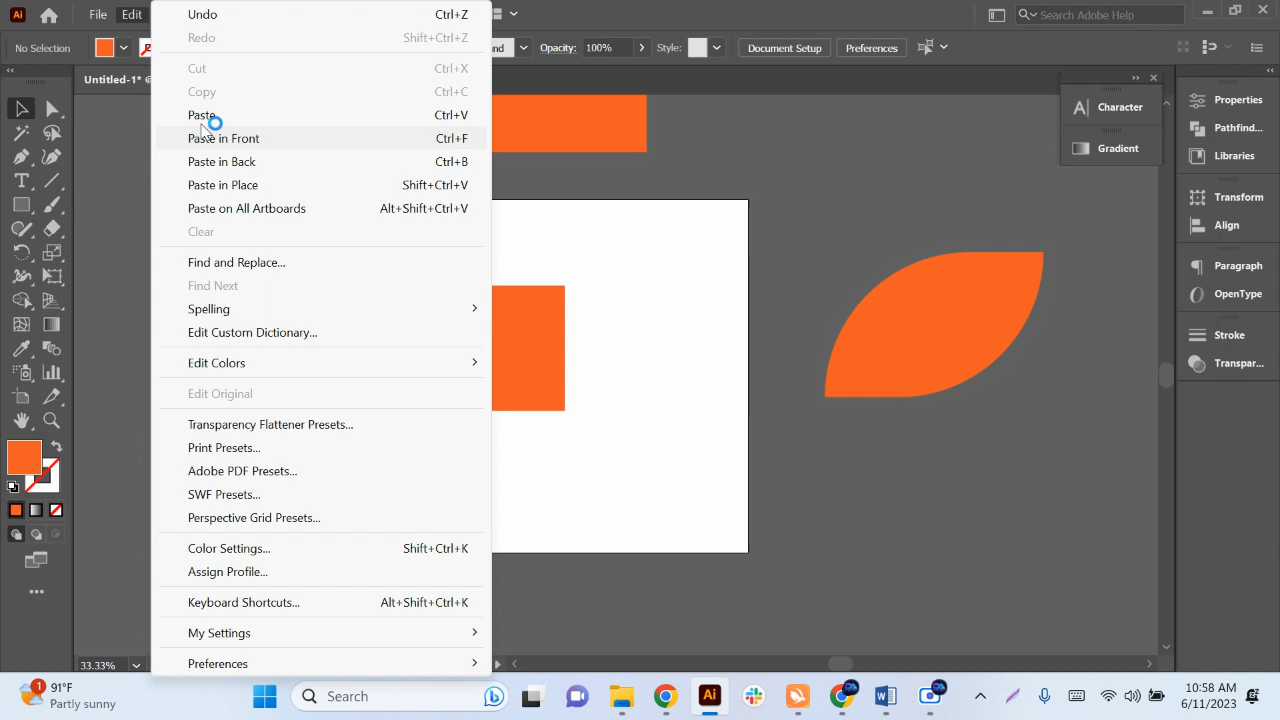 Ai File Edit
Search Adobe Help
No Selection
nd Opacity: 100% Style: Document Setup Preferences
Untitled-1* @
Undo Ctrl+Z
Redo Shift+Ctrl+Z
Cut Ctrl+X
Copy Ctrl+C
Paste Ctrl+V
Paste in Front Ctrl+F
Paste in Back Ctrl+B
Paste in Place Shift+Ctrl+V
Paste on All Artboards Alt+Shift+Ctrl+V
Clear
Find and Replace...
Find Next
Spelling
Edit Custom Dictionary...
Edit Colors
Edit Original
Transparency Flattener Presets...
Print Presets...
Adobe PDF Presets...
SWF Presets...
Perspective Grid Presets...
Color Settings... Shift+Ctrl+K
Assign Profile...
Keyboard Shortcuts... Alt+Shift+Ctrl+K
My Settings
Preferences
Character
Gradient
Properties
Pathfind...
Libraries
Transform
Align
Paragraph
OpenType
Stroke
Transpar...
33.33%
1
91°F
Partly sunny
Search
Ai
10:58 AM
6/11/2023